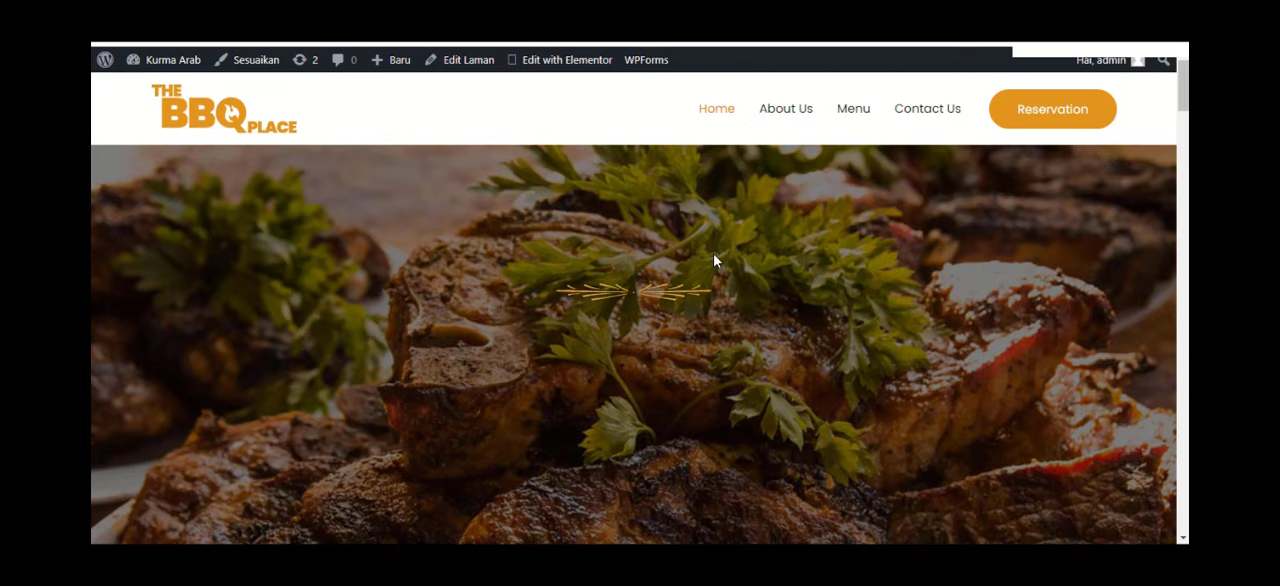 Kurma Arab Sesuaikan 2 0 Baru Edit Laman Edit with Elementor WPForms Hai, admin
THE
BBQ
PLACE
Home About Us Menu Contact Us Reservation